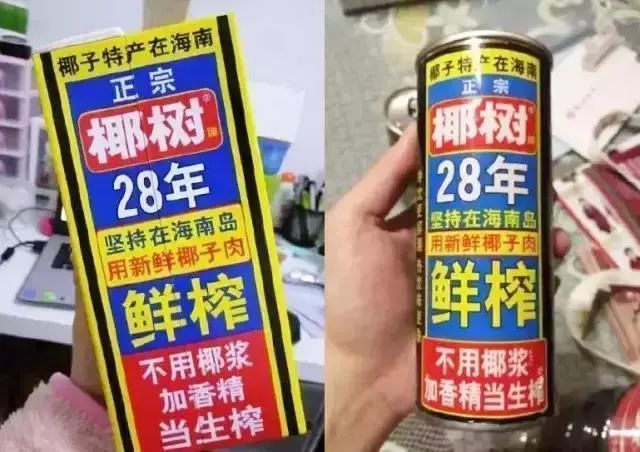 椰子特产在海南
正宗
椰树®牌
28年
坚持在海南岛
用新鲜椰子肉
鲜榨
不用椰浆
加香精
当生榨
椰子特产在海南
正宗
椰树®牌
28年
坚持在海南岛
用新鲜椰子肉
鲜榨
不用椰浆
加香精当生榨